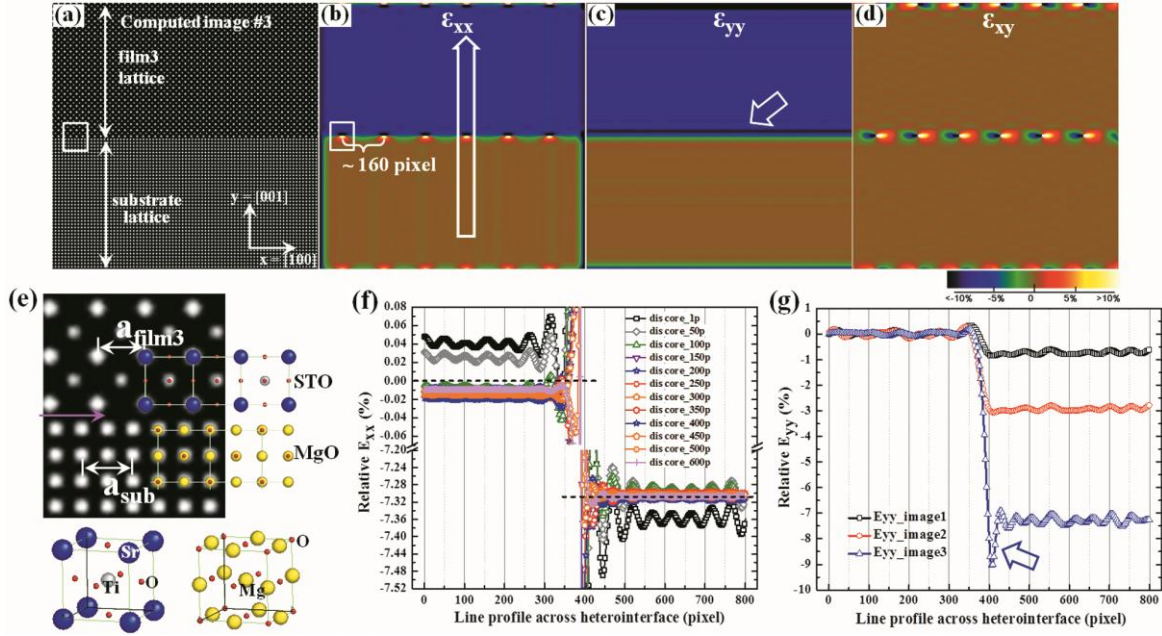 (a)
Computed image #3
film3
lattice
substrate
lattice
y = [001]
x = [100]
(b)
εxx
~ 160 pixel
(c)
εyy
(d)
εxy
<-10% -5% 0 5% >10%
(e)
afilm3
STO
MgO
asub
Sr
Ti
O
Mg
O
(f)
Relative Exx (%)
0.08
0.06
0.04
0.02
0.00
-0.02
-0.04
-0.06
-7.20
-7.24
-7.28
-7.32
-7.36
-7.40
-7.44
-7.48
-7.52
dis core_1p
dis core_50p
dis core_100p
dis core_150p
dis core_200p
dis core_250p
dis core_300p
dis core_350p
dis core_400p
dis core_450p
dis core_500p
dis core_600p
0 100 200 300 400 500 600 700 800
Line profile across heterointerface (pixel)
(g)
Relative Eyy (%)
1
0
-1
-2
-3
-4
-5
-6
-7
-8
-9
-10
Eyy_image1
Eyy_image2
Eyy_image3
0 100 200 300 400 500 600 700 800
Line profile across heterointerface (pixel)